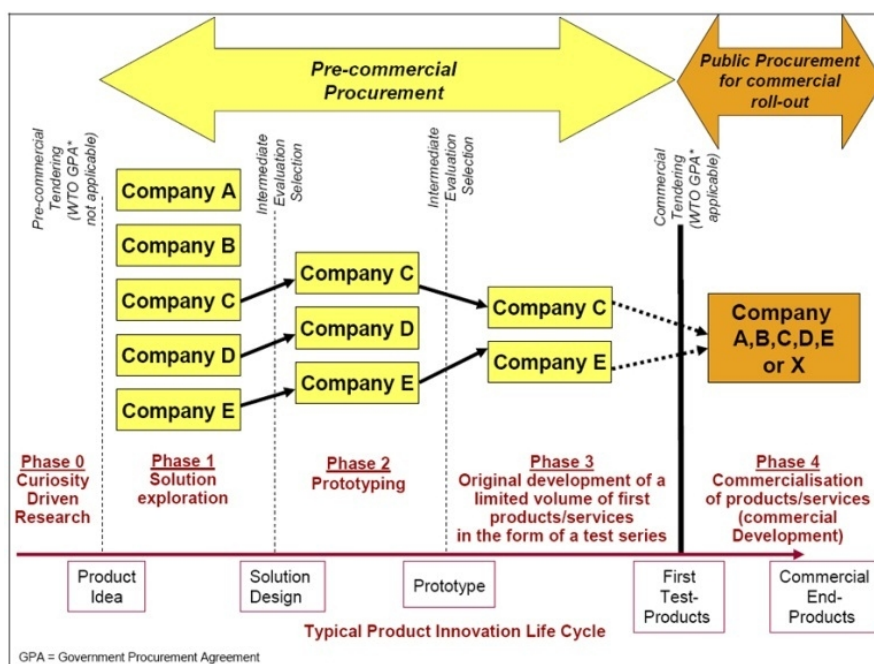 Pre-commercial
Procurement
Public Procurement
for commercial
roll-out
Pre-commercial
Tendering
(WTO GPA*
not applicable)
Intermediate
Evaluation
Selection
Intermediate
Evaluation
Selection
Commercial
Tendering
(WTO GPA*
applicable)
Company A
Company B
Company C
Company D
Company E
Company C
Company D
Company E
Company C
Company E
Company
A,B,C,D,E
or X
Phase 0
Curiosity
Driven
Research
Phase 1
Solution
exploration
Phase 2
Prototyping
Phase 3
Original development of a
limited volume of first
products/services
in the form of a test series
Phase 4
Commercialisation
of products/services
(commercial
Development)
Product
Idea
Solution
Design
Prototype
First
Test-
Products
Commercial
End-
Products
Typical Product Innovation Life Cycle
GPA = Government Procurement Agreement